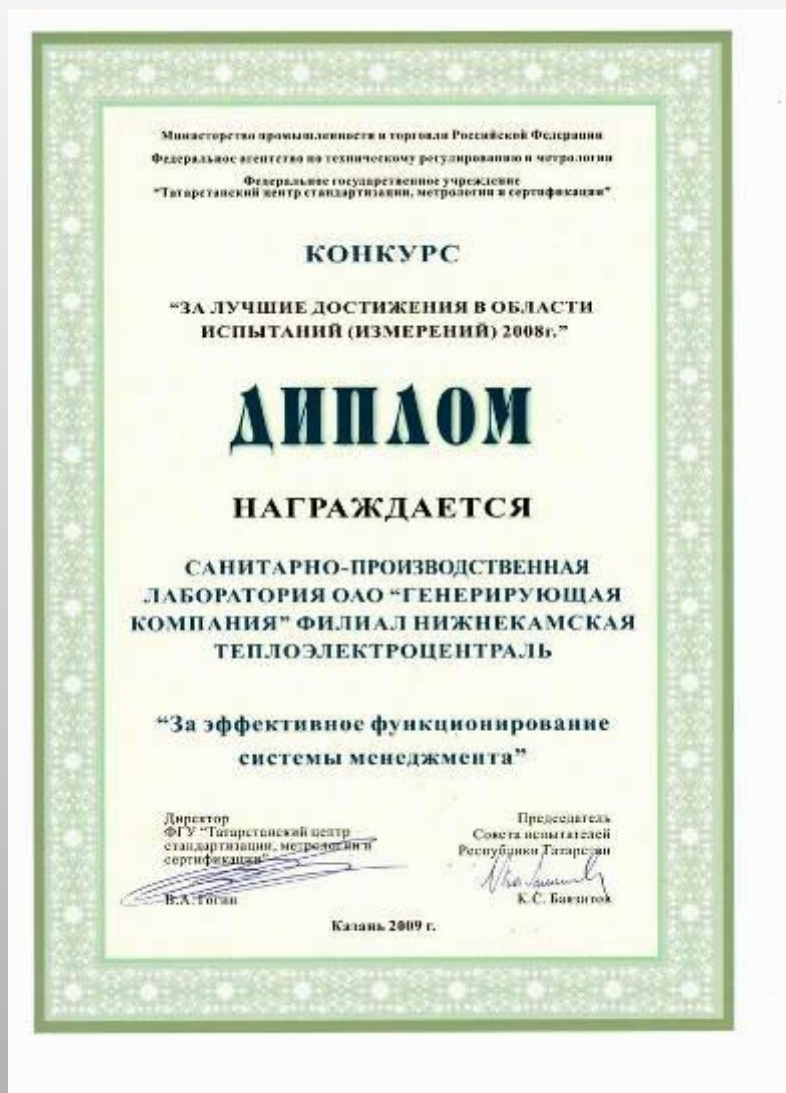 Министерство промышленности и торговли Российской Федерации
Федеральное агентство по техническому регулированию и метрологии
Федеральное государственное учреждение
“Татарстанский центр стандартизации, метрологии и сертификации”
КОНКУРС
“ЗА ЛУЧШИЕ ДОСТИЖЕНИЯ В ОБЛАСТИ
ИСПЫТАНИЙ (ИЗМЕРЕНИЙ) 2008г.”
ДИПЛОМ
НАГРАЖДАЕТСЯ
САНИТАРНО-ПРОИЗВОДСТВЕННАЯ
ЛАБОРАТОРИЯ ОАО “ГЕНЕРИРУЮЩАЯ
КОМПАНИЯ” ФИЛИАЛ НИЖНЕКАМСКАЯ
ТЕПЛОЭЛЕКТРОЦЕНТРАЛЬ
“За эффективное функционирование
системы менеджмента”
Директор
ФГУ “Татарстанский центр
стандартизации, метрологии и
сертификации”
В.А. Гогин
Председатель
Совета испытателей
Республики Татарстан
К.С.
Казань 2009 г.